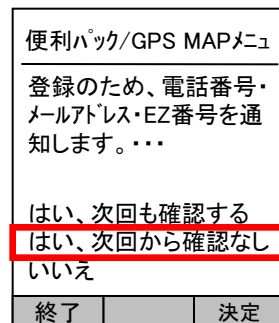 便利ﾊﾟｯｸ/GPS MAPﾒﾆｭ
登録のため、電話番号・
ﾒｰﾙｱﾄﾞﾚｽ・EZ番号を通
知します。・・・
はい、次回も確認する
はい、次回から確認なし
いいえ
終了 決定